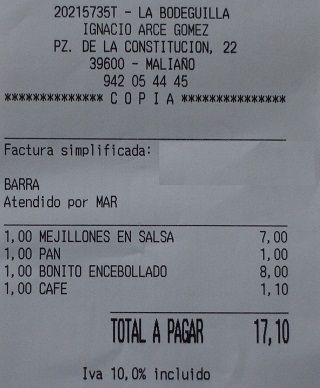 20215735T - LA BODEGUILLA
IGNACIO ARCE GOMEZ
PZ. DE LA CONSTITUCION, 22
39600 - MALIAÑO
942 05 44 45
************** C O P I A **************
Factura simplificada:
BARRA
Atendido por MAR
1,00 MEJILLONES EN SALSA 7,00
1,00 PAN 1,00
1,00 BONITO ENCEBOLLADO 8,00
1,00 CAFE 1,10
TOTAL A PAGAR 17,10
Iva 10,0% incluido